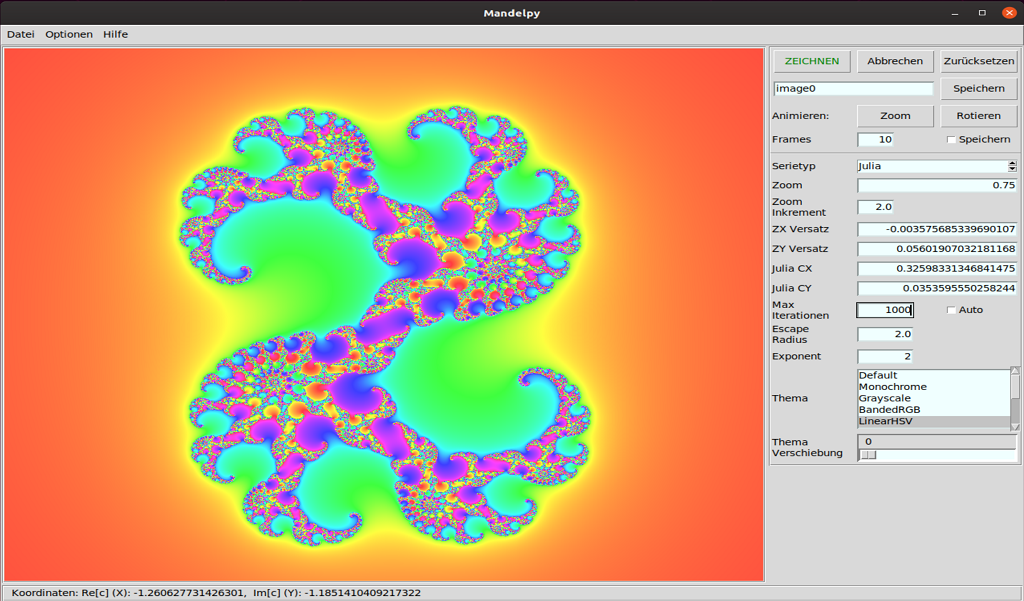 Mandelpy
Datei Optionen Hilfe
ZEICHNEN Abbrechen Zurücksetzen
image0 Speichern
Animieren: Zoom Rotieren
Frames 10 Speichern
Serietyp Julia
Zoom 0.75
Zoom
Inkrement 2.0
ZX Versatz -0.003575685339690107
ZY Versatz 0.05601907032181168
Julia CX 0.32598331346841475
Julia CY 0.0353595550258244
Max
Iterationen 1000 Auto
Escape
Radius 2.0
Exponent 2
Thema
Default
Monochrome
Grayscale
BandedRGB
LinearHSV
Thema
Verschiebung 0
Koordinaten: Re[c] (X): -1.260627731426301, Im[c] (Y): -1.1851410409217322